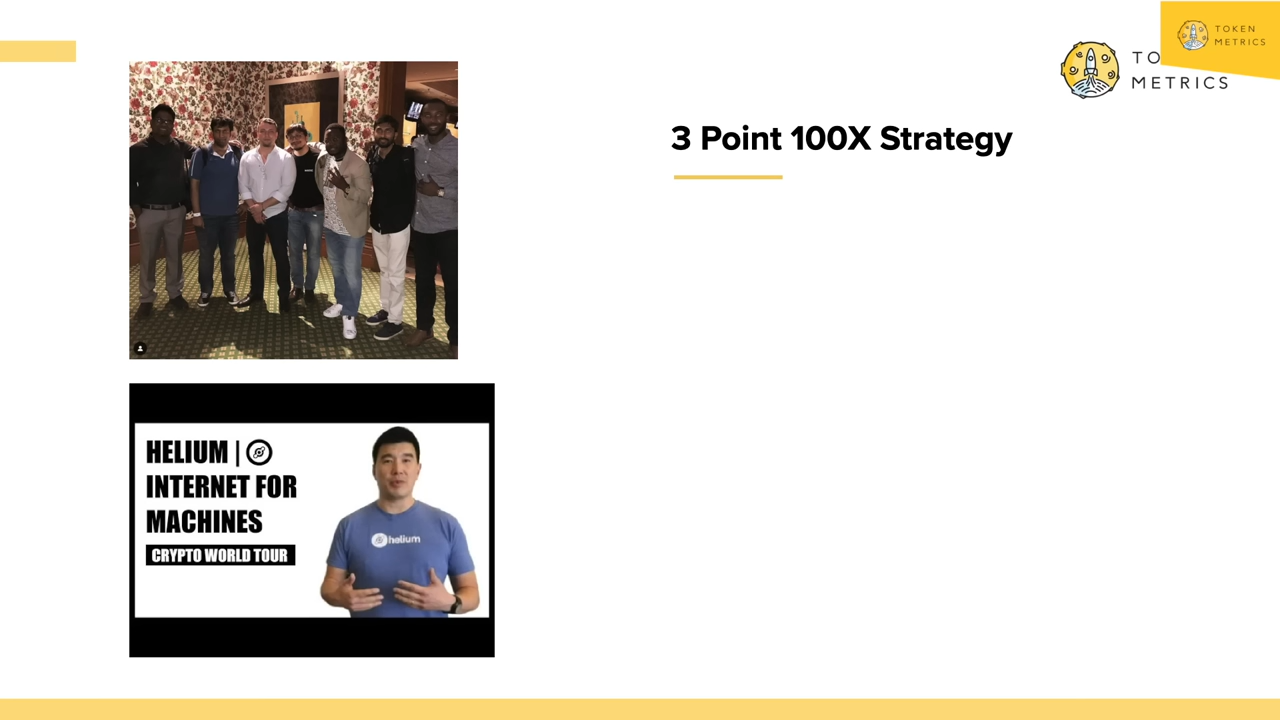 TOKEN
METRICS
TO
METRICS
3 Point 100X Strategy
HELIUM |
INTERNET FOR
MACHINES
CRYPTO WORLD TOUR
helium